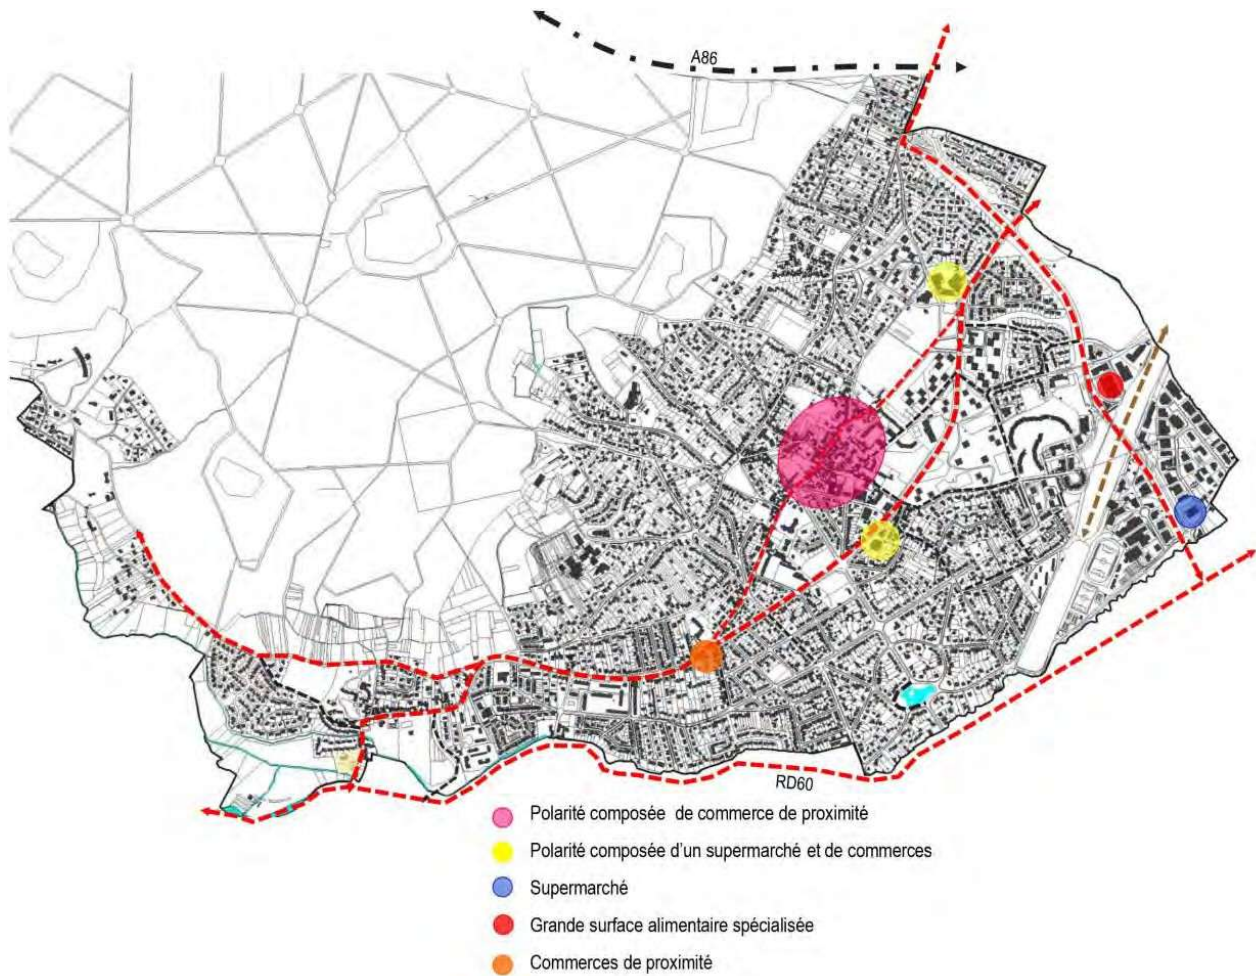 A86
RD60
Polarité composée de commerce de proximité
Polarité composée d'un supermarché et de commerces
Supermarché
Grande surface alimentaire spécialisée
Commerces de proximité